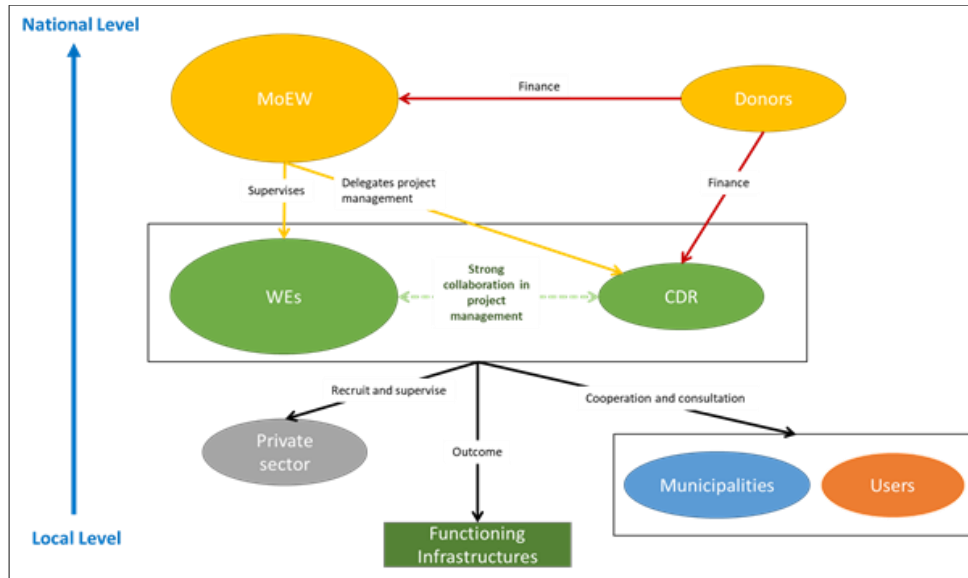 National Level
MoEW
Finance
Donors
Supervises
Delegates project
management
Finance
WEs
Strong
collaboration in
project
management
CDR
Recruit and supervise
Cooperation and consultation
Private
sector
Outcome
Municipalities
Users
Local Level
Functioning
Infrastructures